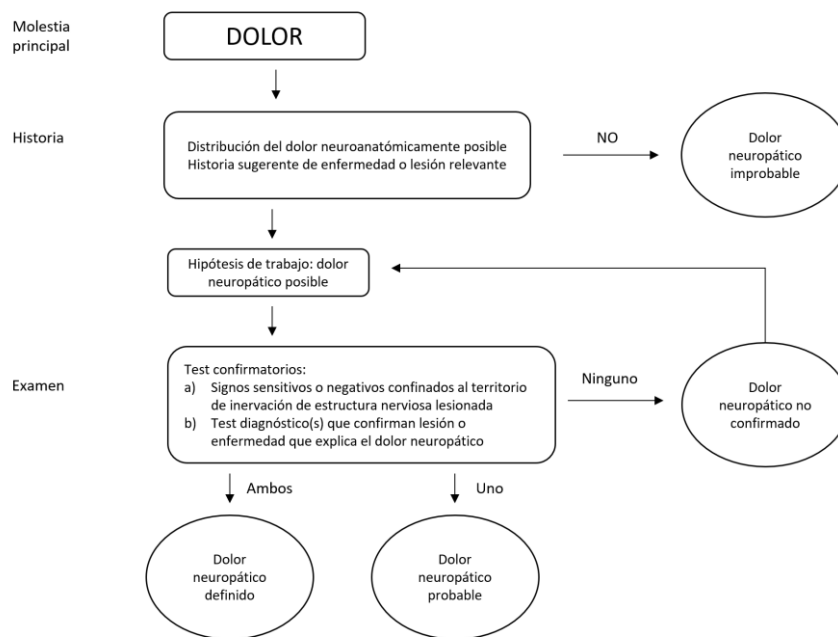 Molestia
principal
DOLOR
Historia
Distribución del dolor neuroanatómicamente posible
Historia sugerente de enfermedad o lesión relevante
NO
Dolor
neuropático
improbable
Hipótesis de trabajo: dolor
neuropático posible
Examen
Test confirmatorios:
a) Signos sensitivos o negativos confinados al territorio
de inervación de estructura nerviosa lesionada
b) Test diagnóstico(s) que confirman lesión o
enfermedad que explica el dolor neuropático
Ninguno
Dolor
neuropático no
confirmado
Ambos
Uno
Dolor
neuropático
definido
Dolor
neuropático
probable